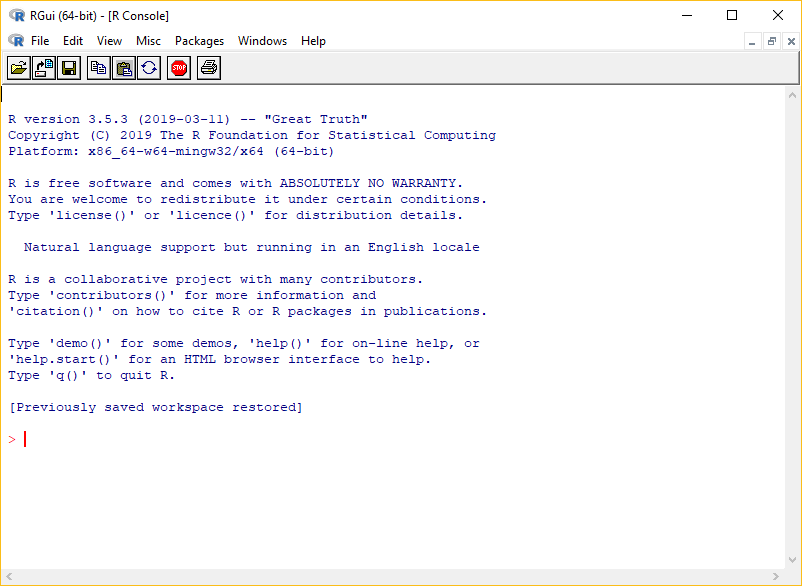 RGui (64-bit) - [R Console]
File Edit View Misc Packages Windows Help
STOP
R version 3.5.3 (2019-03-11) -- "Great Truth"
Copyright (C) 2019 The R Foundation for Statistical Computing
Platform: x86_64-w64-mingw32/x64 (64-bit)
R is free software and comes with ABSOLUTELY NO WARRANTY.
You are welcome to redistribute it under certain conditions.
Type 'license()' or 'licence()' for distribution details.
Natural language support but running in an English locale
R is a collaborative project with many contributors.
Type 'contributors()' for more information and
'citation()' on how to cite R or R packages in publications.
Type 'demo()' for some demos, 'help()' for on-line help, or
'help.start()' for an HTML browser interface to help.
Type 'q()' to quit R.
[Previously saved workspace restored]
>